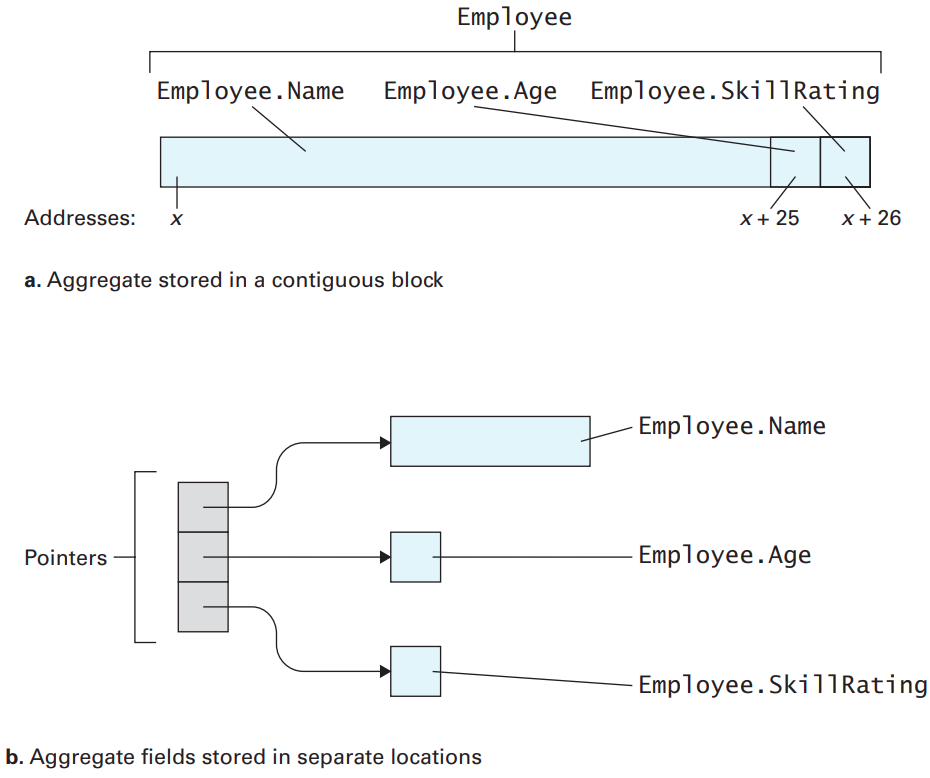 Employee
Employee.Name Employee.Age Employee.SkillRating
Addresses: x x + 25 x + 26
a. Aggregate stored in a contiguous block
Employee.Name
Pointers
Employee.Age
Employee.SkillRating
b. Aggregate fields stored in separate locations